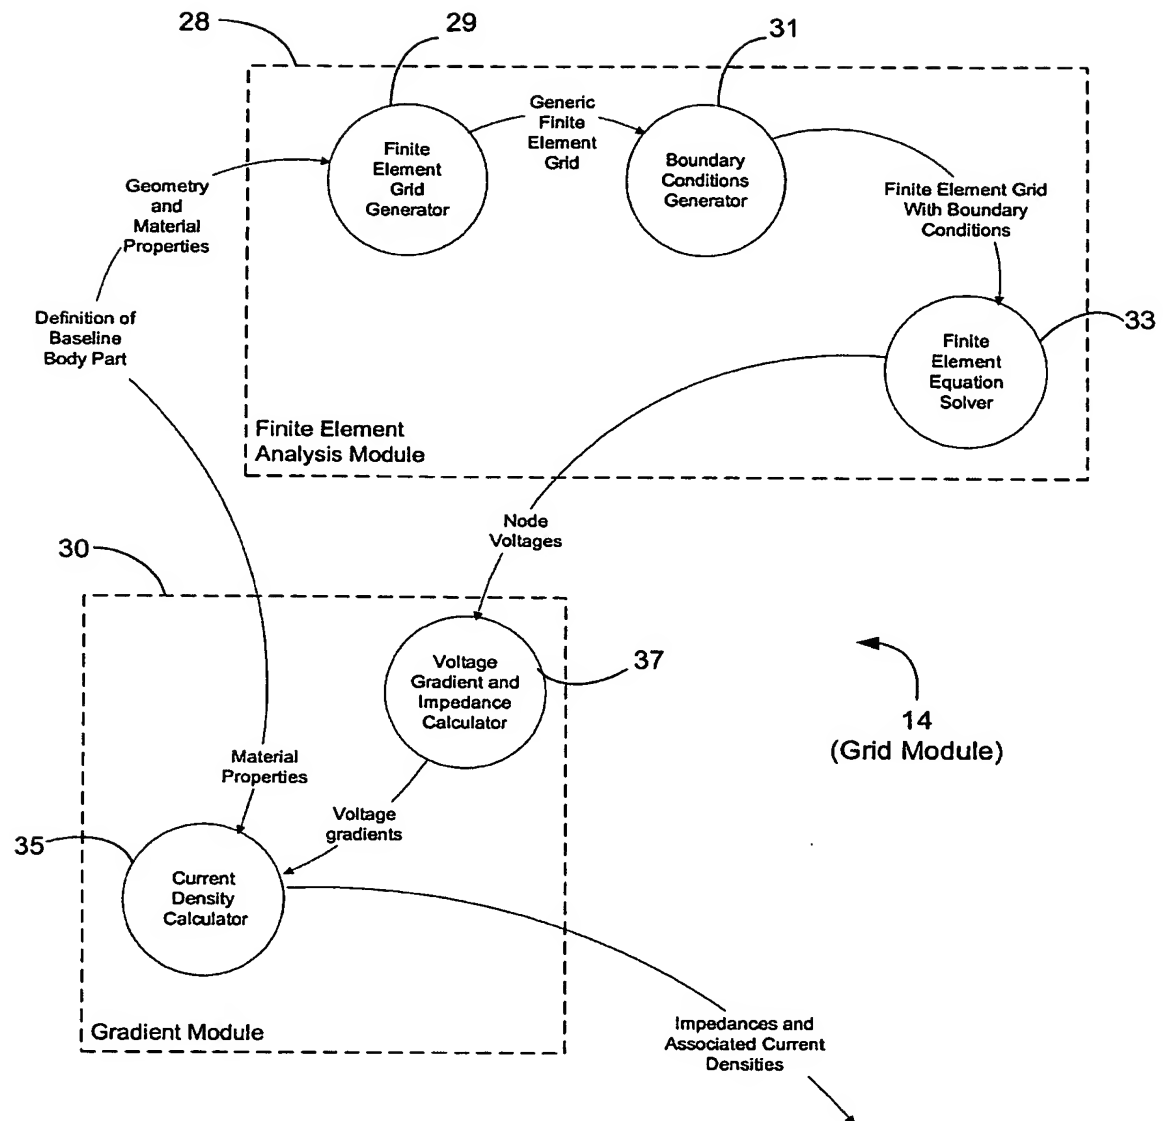 28
29
31
Generic
Finite
Element
Grid
Finite
Element
Grid
Generator
Boundary
Conditions
Generator
Geometry
and
Material
Properties
Finite Element Grid
With Boundary
Conditions
Definition of
Baseline
Body Part
33
Finite
Element
Equation
Solver
Finite Element
Analysis Module
Node
Voltages
30
Voltage
Gradient and
Impedance
Calculator
37
14
(Grid Module)
Material
Properties
Voltage
gradients
35
Current
Density
Calculator
Gradient Module
Impedances and
Associated Current
Densities